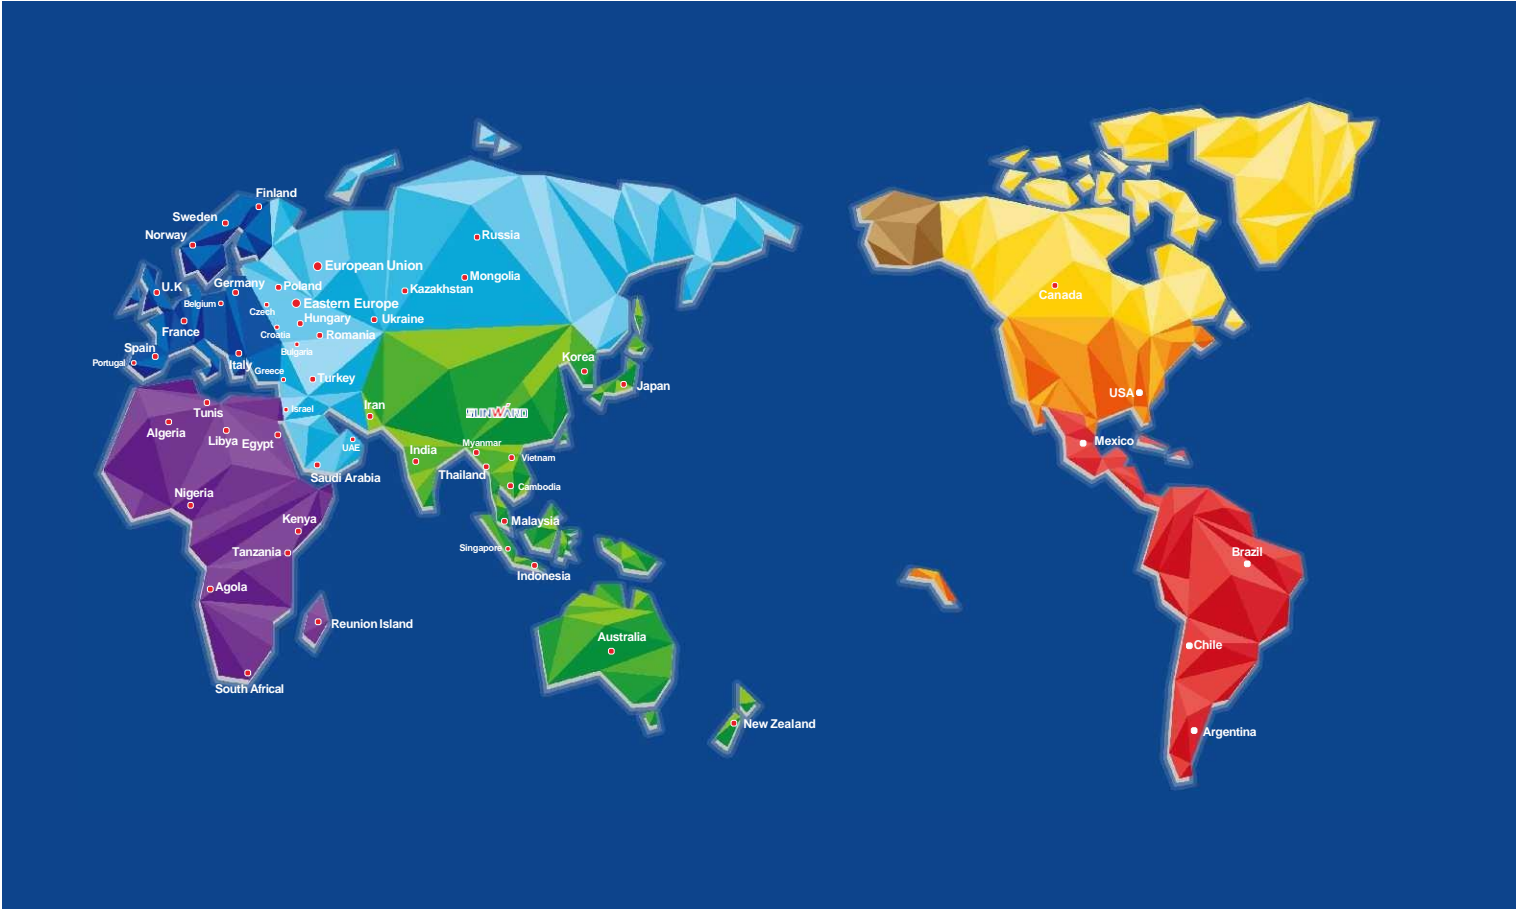 Finland
Sweden
Norway
Russia
European Union
Mongolia
U.K
Germany
Poland
Kazakhstan
Belgium
Eastern Europe
Czech
Hungary
Ukraine
France
Croatia
Romania
Spain
Bulgaria
Portugal
Italy
Greece
Turkey
Korea
Japan
Tunis
Israel
Iran
SUNWARD
Algeria
Libya
Egypt
UAE
India
Myanmar
Vietnam
Saudi Arabia
Thailand
Cambodia
Nigeria
Kenya
Malaysia
Tanzania
Singapore
Indonesia
Agola
Reunion Island
Australia
South Africal
New Zealand
Canada
USA
Mexico
Brazil
Chile
Argentina